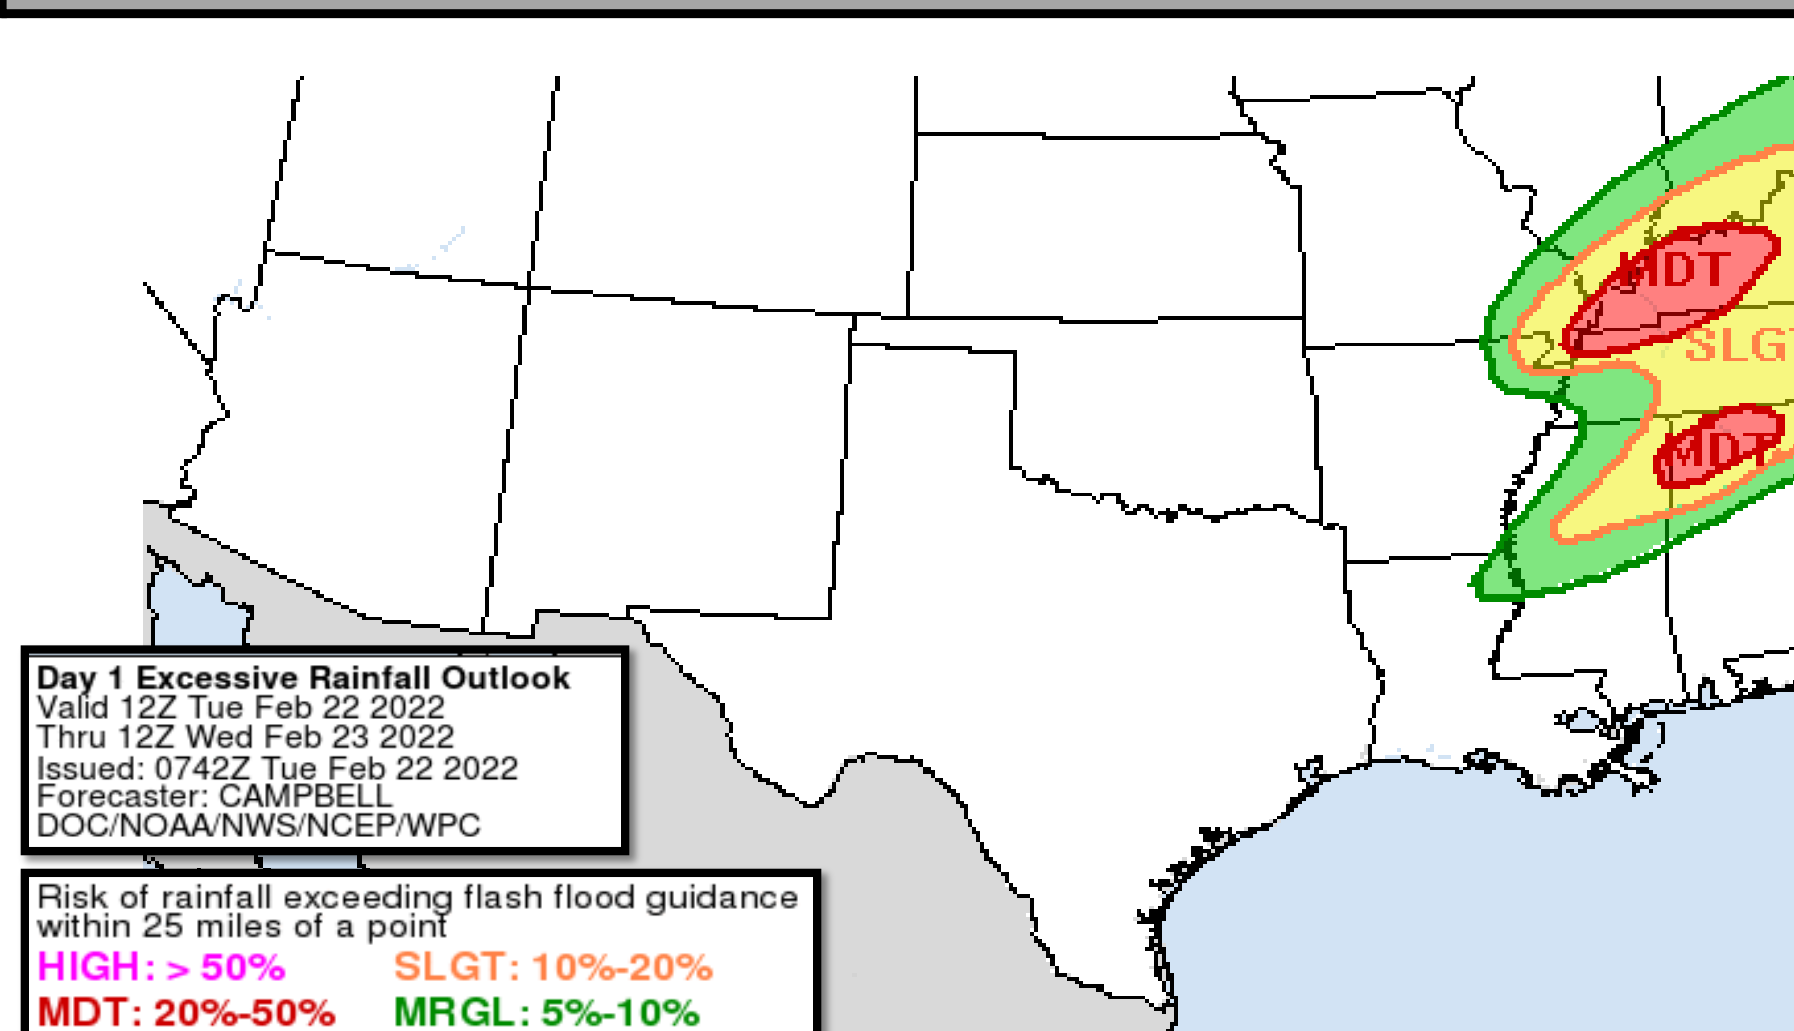 MDT
SLGT
MDT
Day 1 Excessive Rainfall Outlook
Valid 12Z Tue Feb 22 2022
Thru 12Z Wed Feb 23 2022
Issued: 0742Z Tue Feb 22 2022
Forecaster: CAMPBELL
DOC/NOAA/NWS/NCEP/WPC
Risk of rainfall exceeding flash flood guidance
within 25 miles of a point
HIGH: > 50% SLGT: 10%-20%
MDT: 20%-50% MRGL: 5%-10%